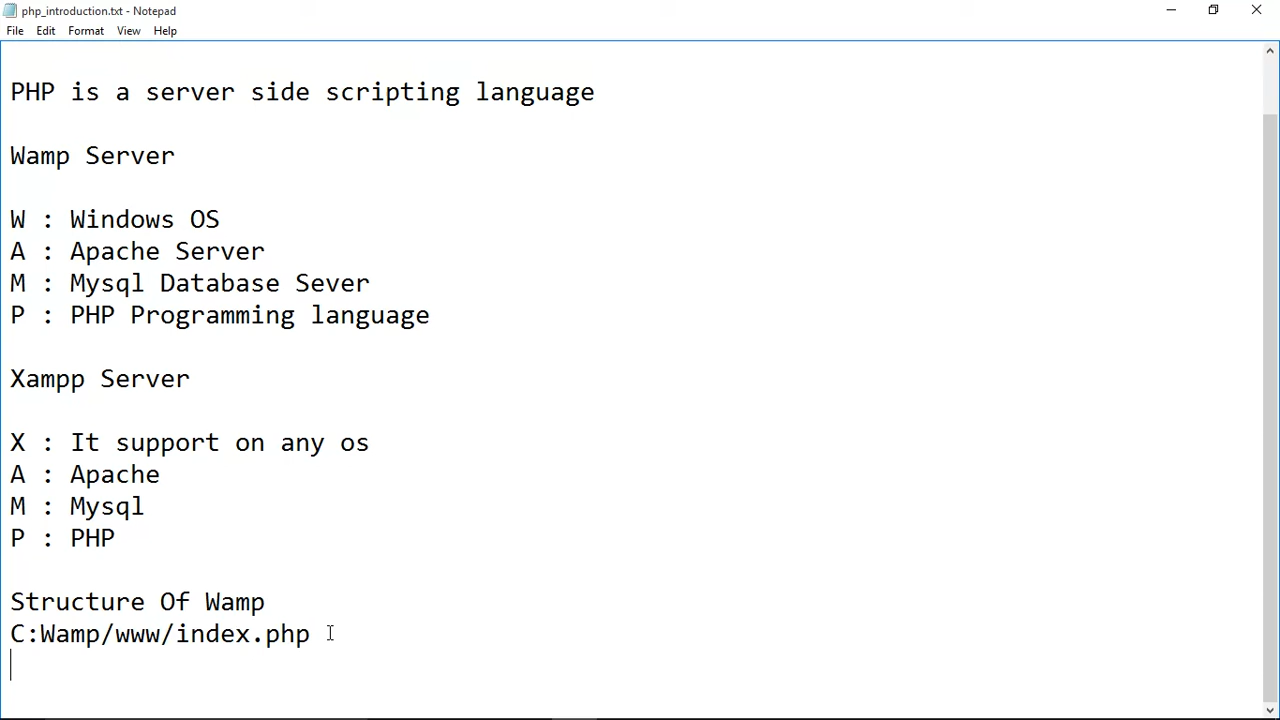 php_introduction.txt - Notepad
File Edit Format View Help
PHP is a server side scripting language
Wamp Server
W : Windows OS
A : Apache Server
M : Mysql Database Sever
P : PHP Programming language
Xampp Server
X : It support on any os
A : Apache
M : Mysql
P : PHP
Structure Of Wamp
C:Wamp/www/index.php